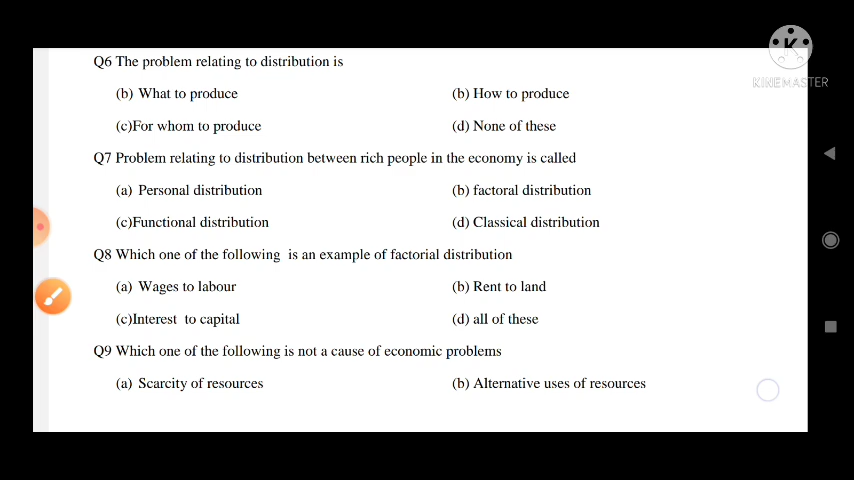 Q6 The problem relating to distribution is
(b) What to produce (b) How to produce
(c)For whom to produce (d) None of these
Q7 Problem relating to distribution between rich people in the economy is called
(a) Personal distribution (b) factoral distribution
(c)Functional distribution (d) Classical distribution
Q8 Which one of the following is an example of factorial distribution
(a) Wages to labour (b) Rent to land
(c)Interest to capital (d) all of these
Q9 Which one of the following is not a cause of economic problems
(a) Scarcity of resources (b) Alternative uses of resources
K
KINEMASTER